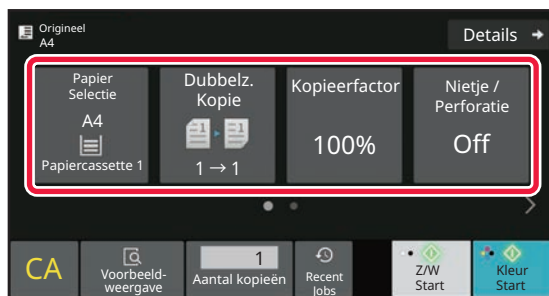 Origineel
A4
Details
Papier
Selectie
A4
Papiercassette 1
Dubbelz.
Kopie
1 → 1
Kopieerfactor
100%
Nietje /
Perforatie
Off
CA
Voorbeeld-
weergave
1
Aantal kopieën
Recent
Jobs
Z/W
Start
Kleur
Start